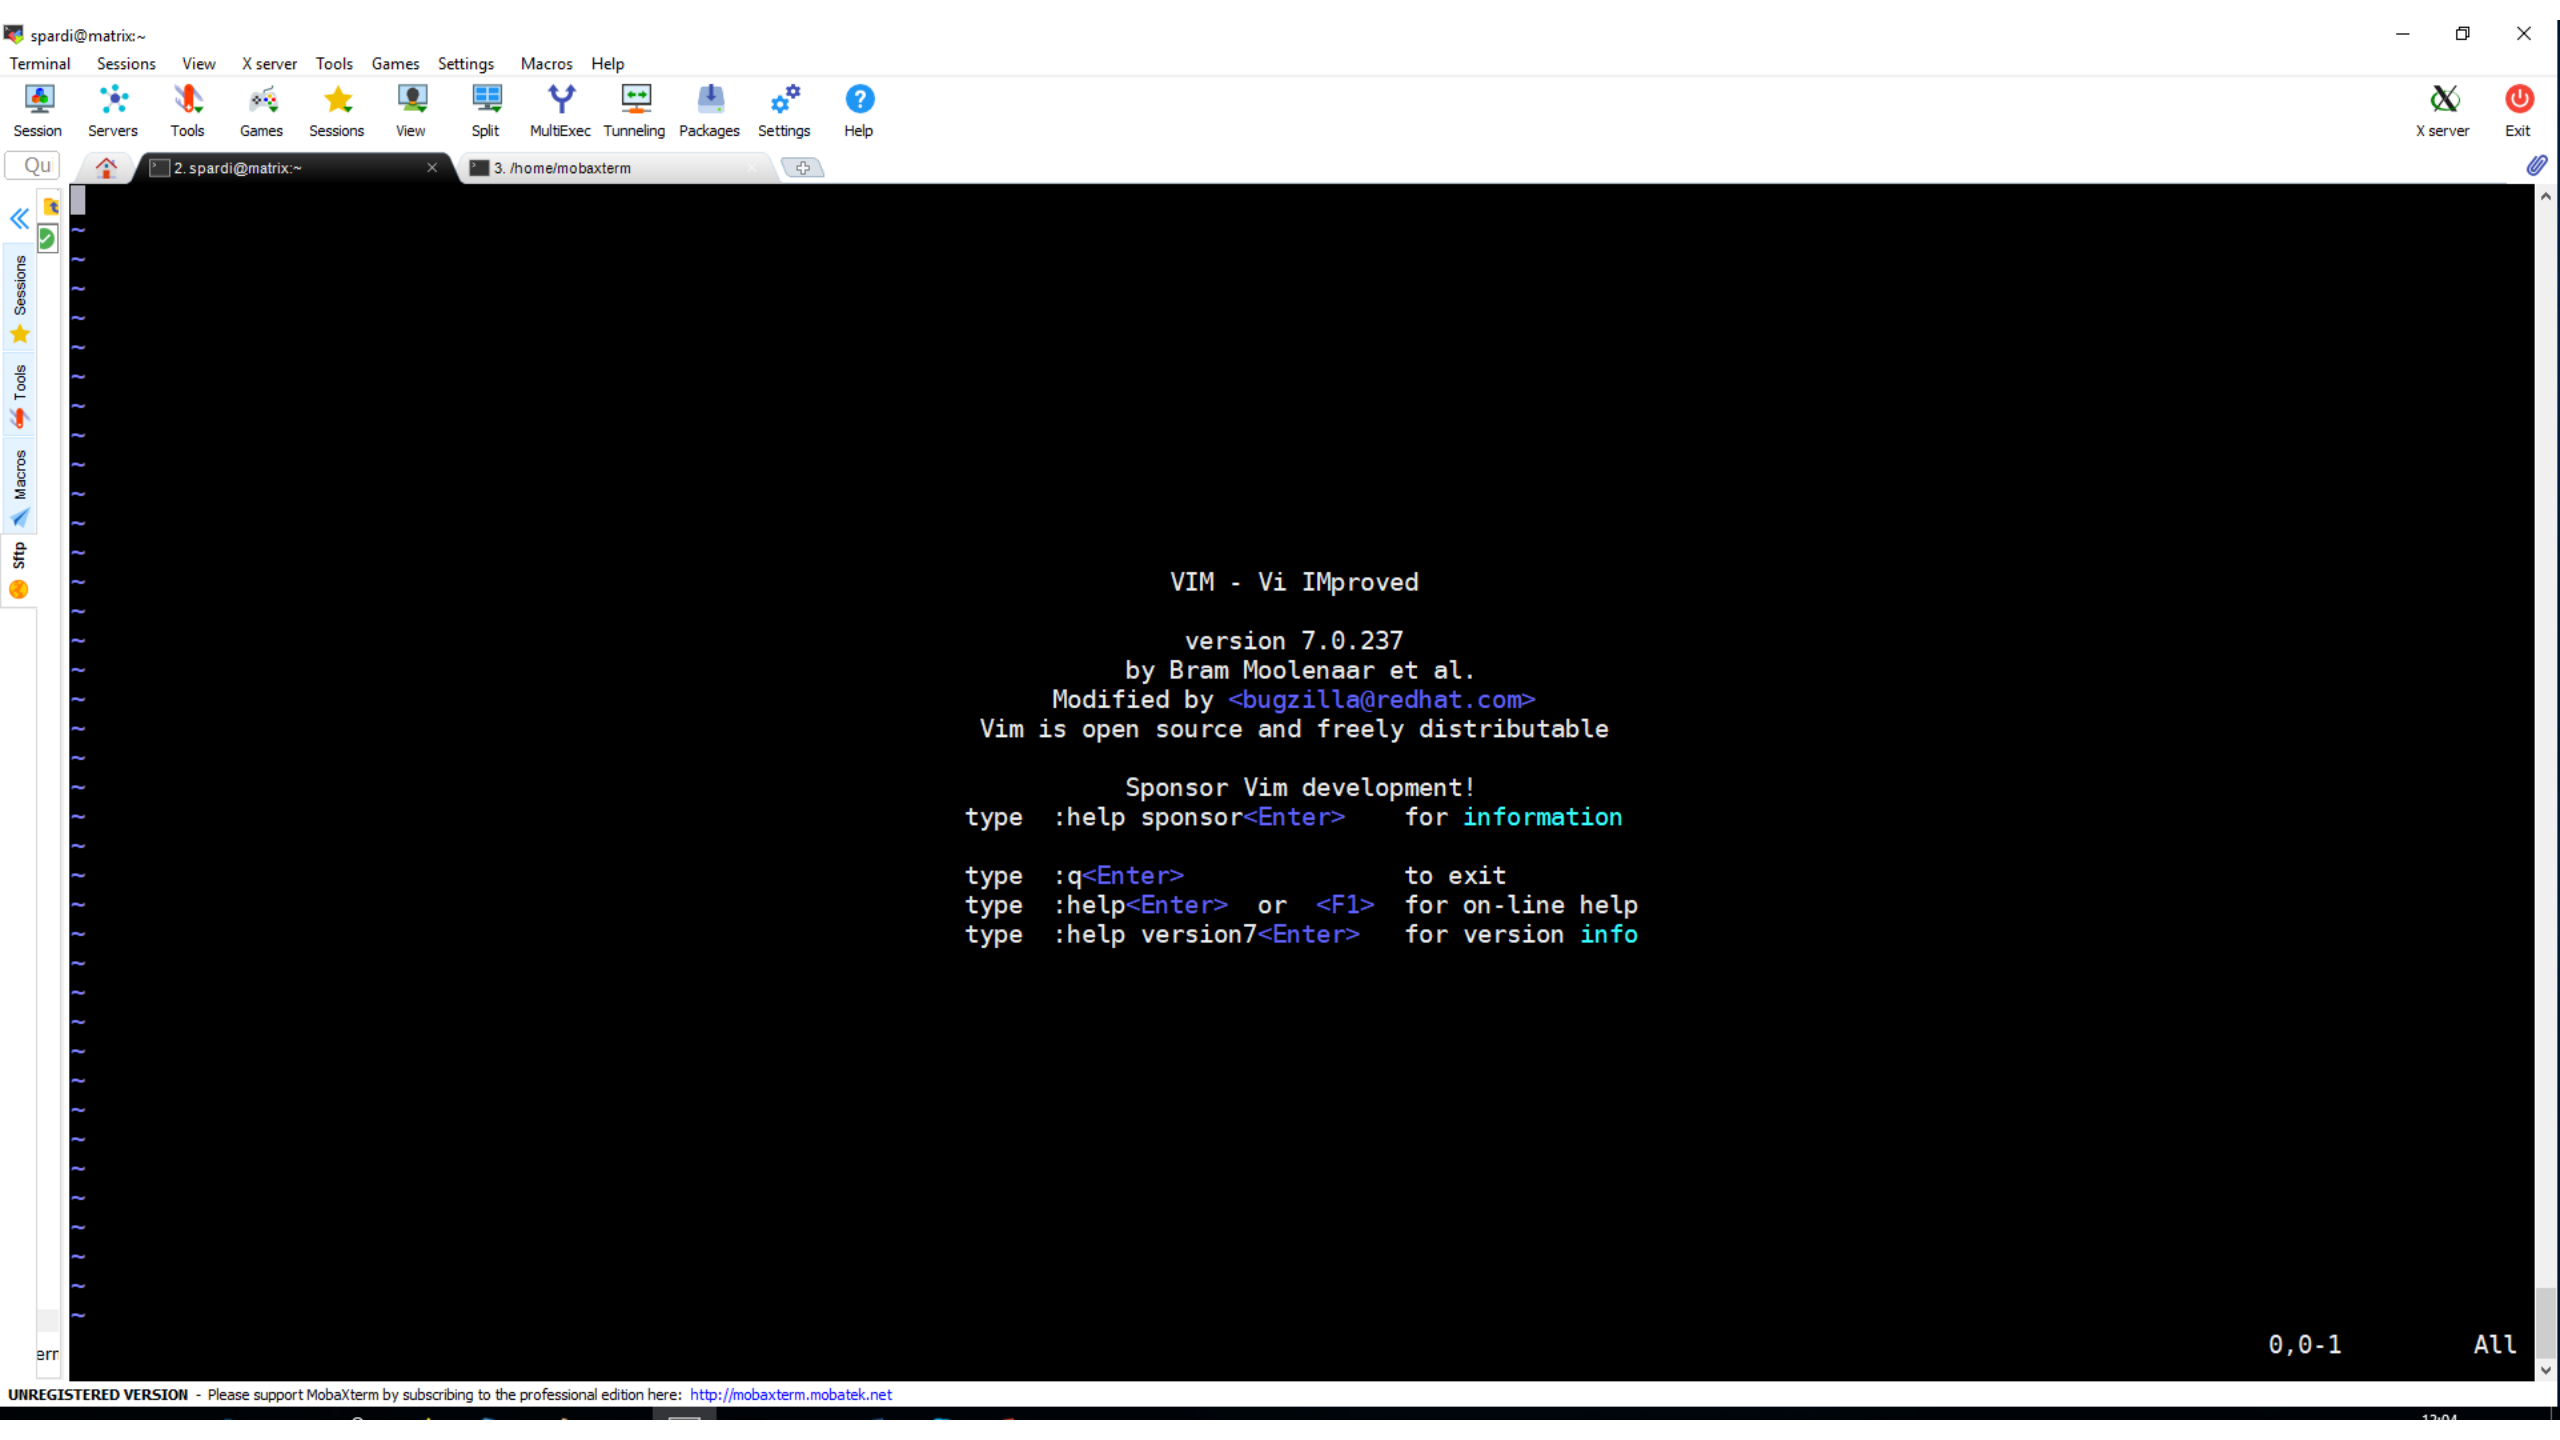 spardi@matrix:~
Terminal Sessions View X server Tools Games Settings Macros Help
Session Servers Tools Games Sessions View Split MultiExec Tunneling Packages Settings Help X server Exit
Qui
2. spardi@matrix:~
3. /home/mobaxterm
Sessions
Tools
Macros
Sftp
~
~
~
~
~
~
~
~
~
~
~
~
~ VIM - Vi IMproved
~
~ version 7.0.237
~ by Bram Moolenaar et al.
~ Modified by <bugzilla@redhat.com>
~ Vim is open source and freely distributable
~
~ Sponsor Vim development!
~ type :help sponsor<Enter> for information
~
~ type :q<Enter> to exit
~ type :help<Enter> or <F1> for on-line help
~ type :help version7<Enter> for version info
~
~
~
~
~
~
~
~
~
~
~
~
~
0,0-1 All
UNREGISTERED VERSION - Please support MobaXterm by subscribing to the professional edition here: http://mobaxterm.mobatek.net